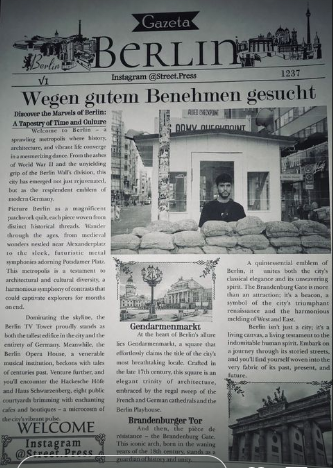 Gazeta
BERLIN
Berlin
V1
Instagram @Street.Press
1237
Wegen gutem Benehmen gesucht
Discover the Marvels of Berlin:
A Tapestry of Time and Culture
Welcome to Berlin – a
sprawling metropolis where history,
architecture, and vibrant life converge
in a mesmerizing dance. From the ashes
of World War II and the unyielding
grip of the Berlin Wall's division, this
city has emerged not just rejuvenated,
but as the resplendent emblem of
modern Germany.
Picture Berlin as a magnificent
patchwork quilt, each piece woven from
distinct historical threads. Wander
through the ages, from medieval
wonders nestled near Alexanderplatz
to the sleek, futuristic metal
symphonies adorning Potsdamer Platz.
This metropolis is a testament to
architectural and cultural diversity, a
harmonious symphony of contrasts that
could captivate explorers for months
on end.
Dominating the skyline, the
Berlin TV Tower proudly stands as
both the tallest edifice in the city and the
entirety of Germany. Meanwhile, the
Berlin Opera House, a venerable
musical institution, beckons with tales
of centuries past. Venture further, and
you'll encounter the Hackesche Höfe
and Hatte Schwarzenberg, eight public
courtyards brimming with enchanting
cafes and boutiques – a microcosm of
the city's vibrant pulse.
WELCOME
Instagram
@Street.Press
ARMY CHECKPOINT
Gendarmenmarkt
At the heart of Berlin's allure
lies Gendarmenmarkt, a square that
effortlessly claims the title of the city's
most breathtaking locale. Crafted in
the late 17th century, this square is an
elegant trinity of architecture,
embraced by the regal sweep of the
French and German cathedrals and the
Berlin Playhouse.
Brandenburger Tor
And then, the pièce de
résistance – the Brandenburg Gate.
This iconic arch, born in the coming
years of the 18th century, stands as a
guardian of history and unity.
A quintessential emblem of
Berlin, it unites both the city's
classical elegance and its unwavering
spirit. The Brandenburg Gate is more
than an attraction; it's a beacon, a
symbol of the city's triumphant
renaissance and the harmonious
melding of West and East.
Berlin isn't just a city; it's a
living canvas, a living testament to the
indomitable human spirit. Embark on
a journey through its storied streets,
and you'll find yourself woven into the
very fabric of its past, present, and
future.